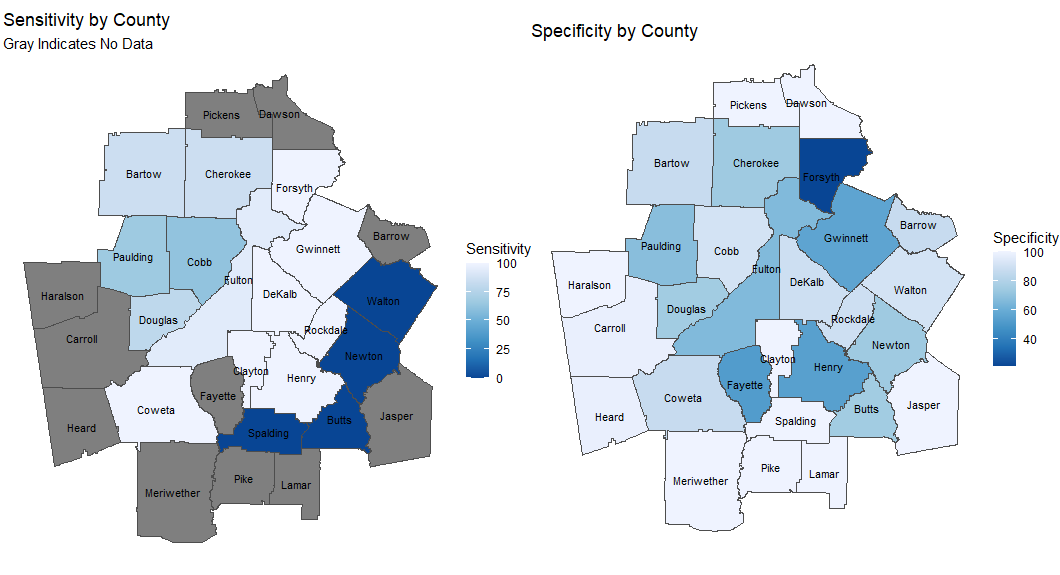 Sensitivity by County
Gray Indicates No Data
Pickens
Dawson
Bartow
Cherokee
Forsyth
Barrow
Gwinnett
Paulding
Cobb
Fulton
Haralson
DeKalb
Walton
Douglas
Rockdale
Carroll
Newton
Clayton
Henry
Fayette
Coweta
Jasper
Butts
Heard
Spalding
Pike
Lamar
Meriwether
Sensitivity
100
75
50
25
0
Specificity by County
Pickens
Dawson
Bartow
Cherokee
Forsyth
Barrow
Gwinnett
Paulding
Cobb
Fulton
Haralson
DeKalb
Walton
Douglas
Rockdale
Carroll
Newton
Clayton
Henry
Fayette
Coweta
Jasper
Butts
Heard
Spalding
Pike
Lamar
Meriwether
Specificity
100
80
60
40